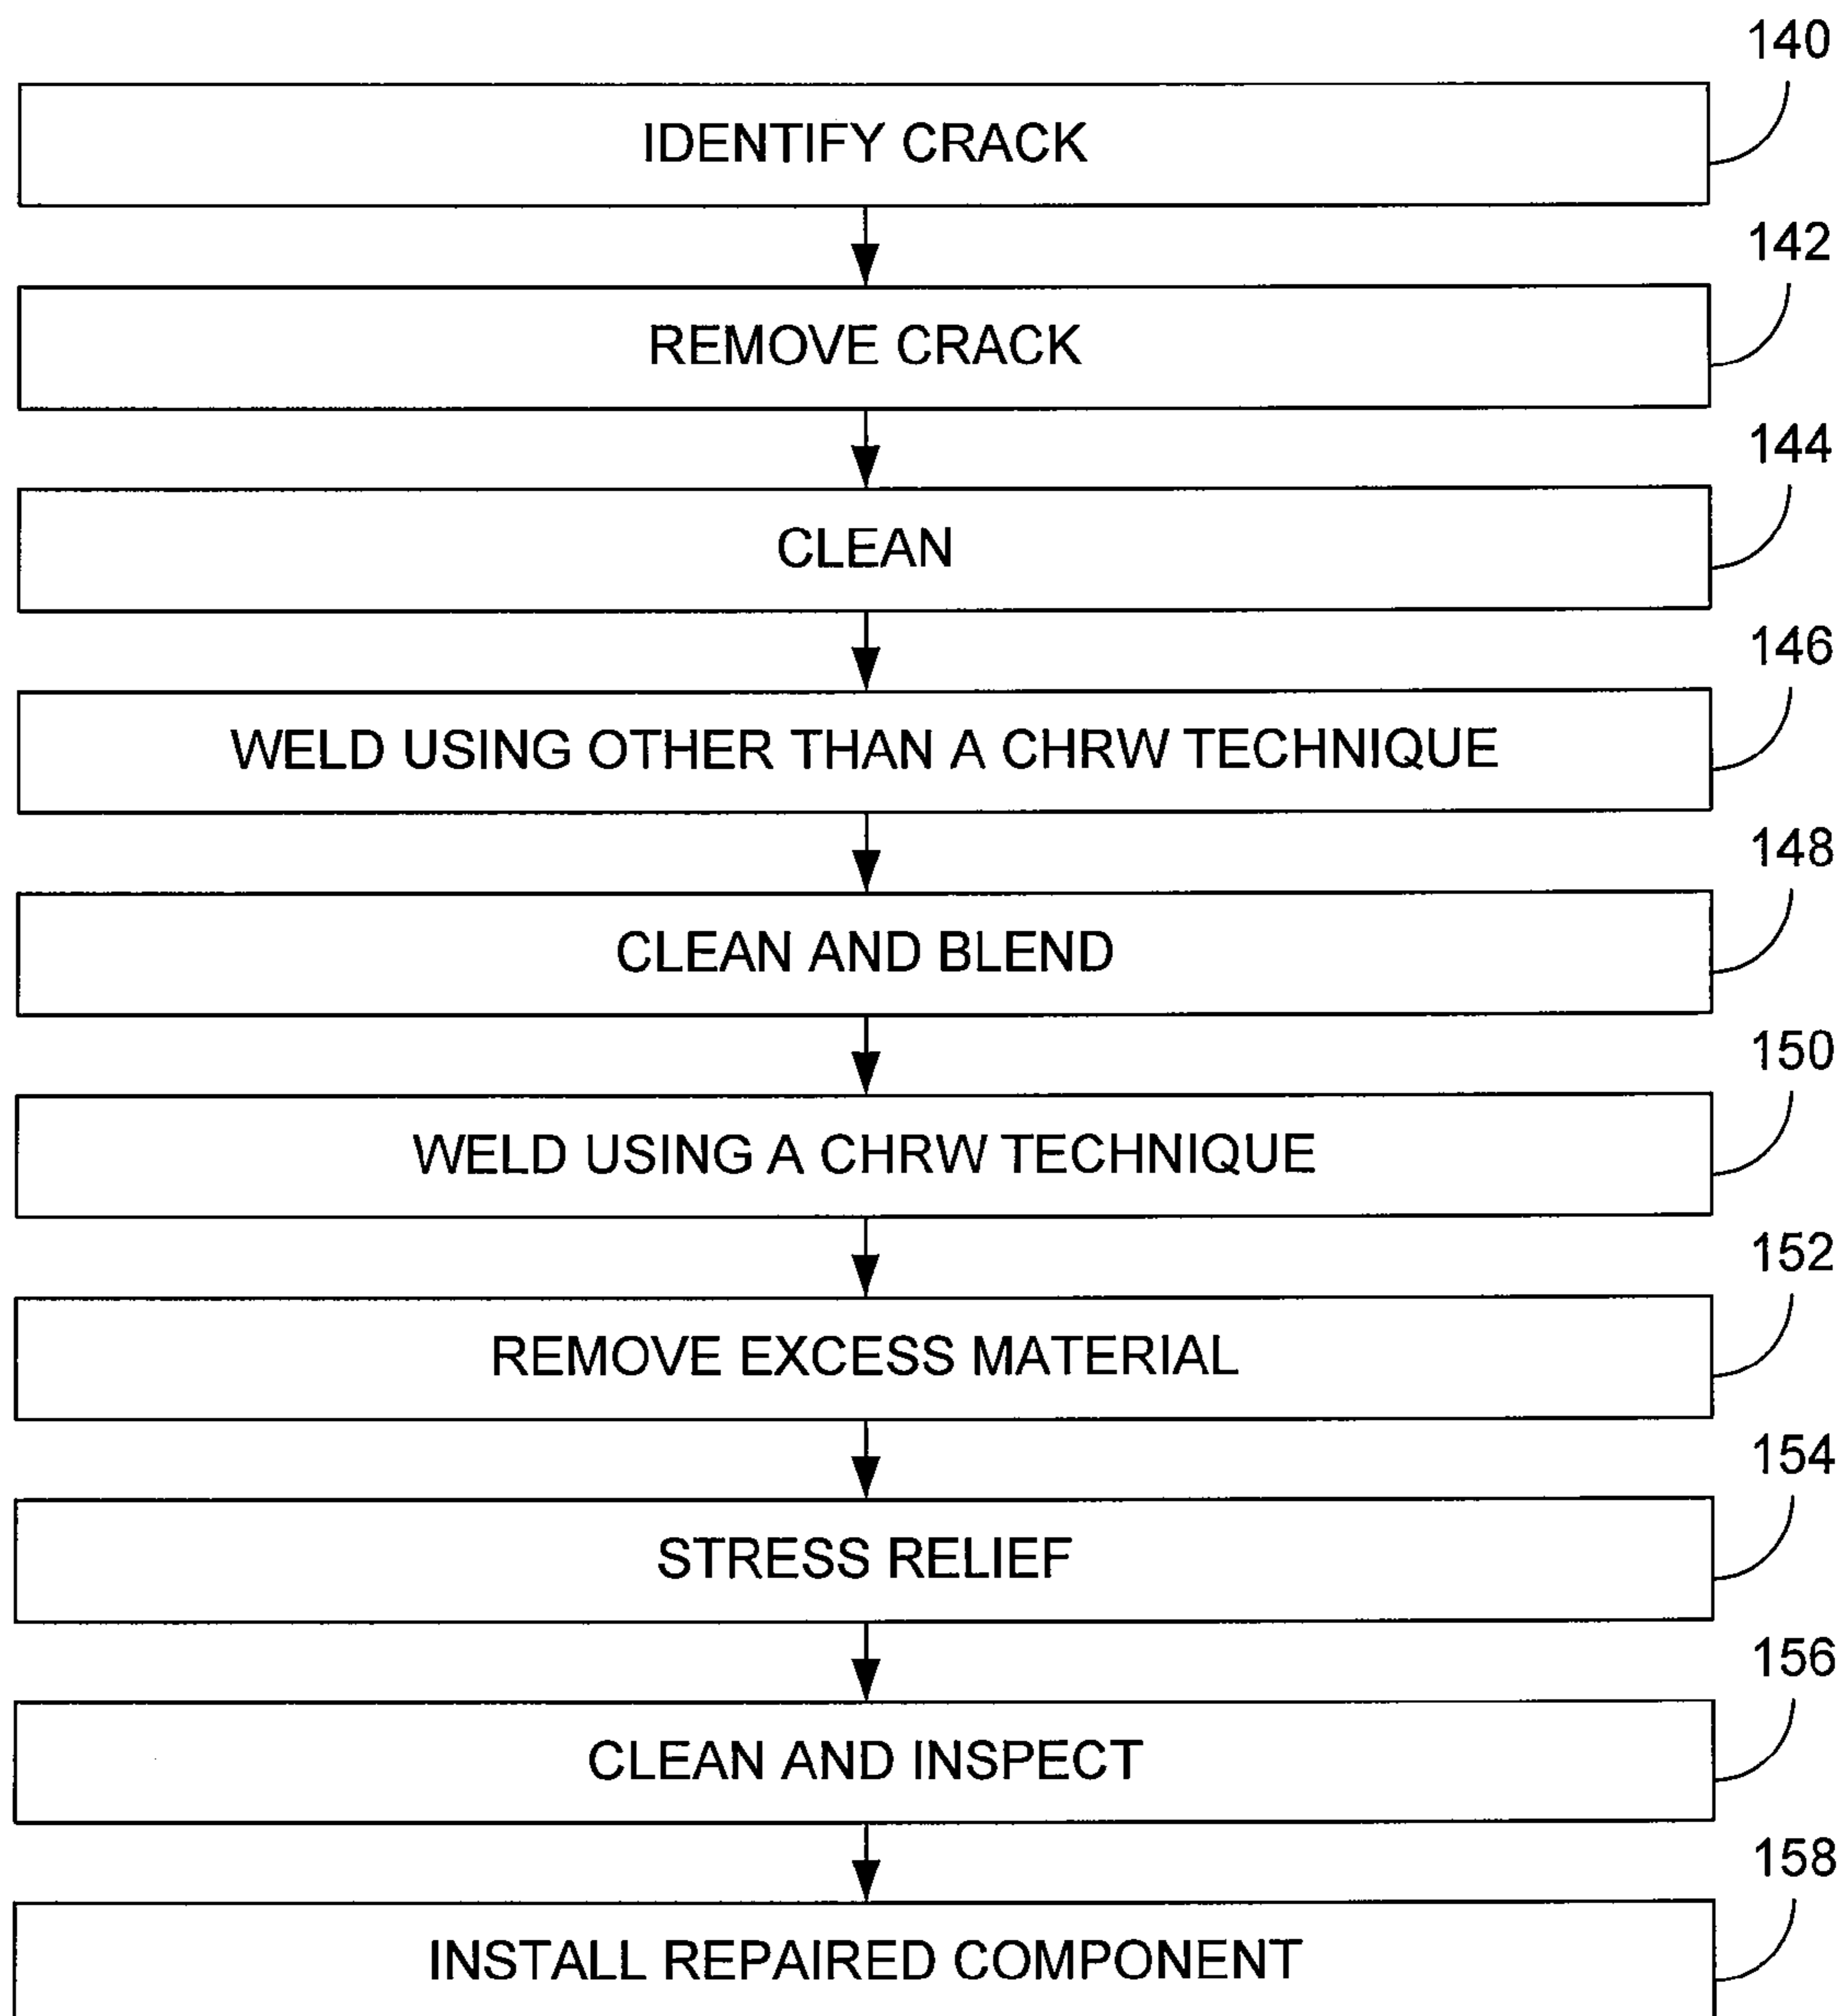 140
IDENTIFY CRACK
142
REMOVE CRACK
144
CLEAN
146
WELD USING OTHER THAN A CHRW TECHNIQUE
148
CLEAN AND BLEND
150
WELD USING A CHRW TECHNIQUE
152
REMOVE EXCESS MATERIAL
154
STRESS RELIEF
156
CLEAN AND INSPECT
158
INSTALL REPAIRED COMPONENT